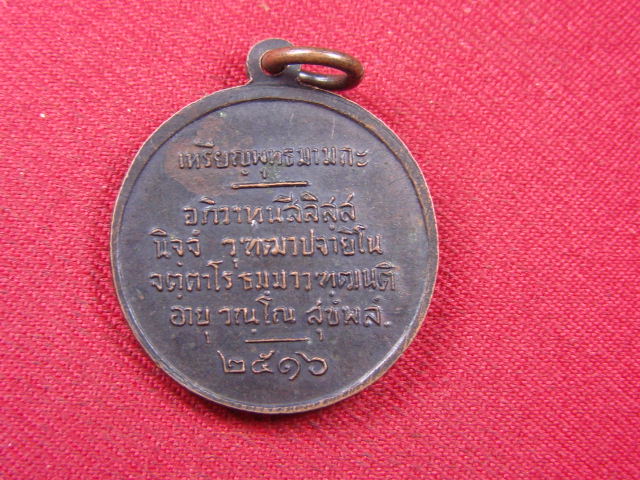 เหรียญพุทธมามกะ
อภิวาทนสีลิสฺส
นิจฺจํ วุฑฺฒาปจายิโน
จตฺตาโร ธมฺมา วฑฺฒนฺติ
อายุ วณฺโณ สุขํ พลํ.
๒๕๑๖